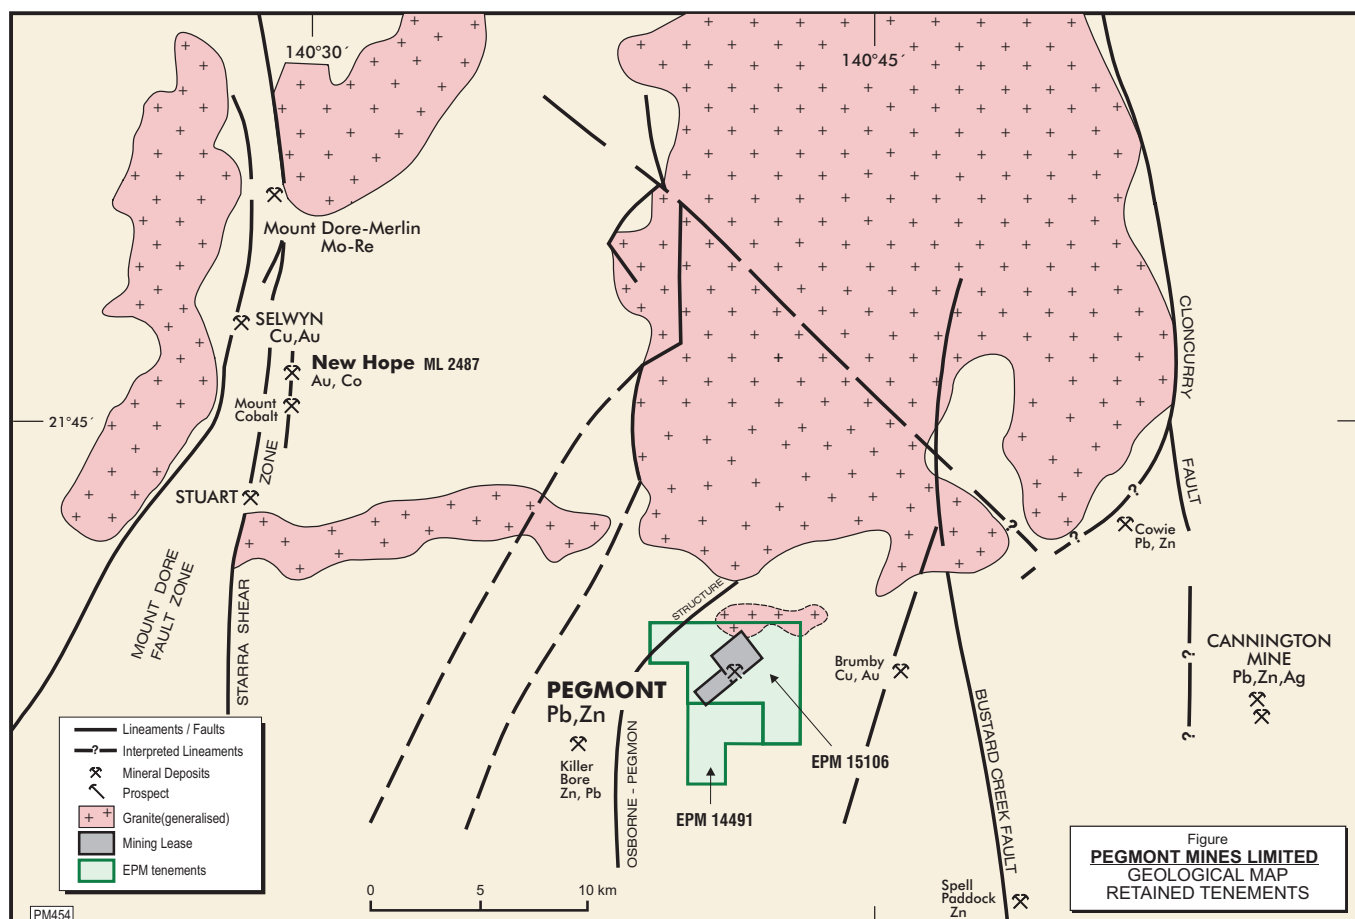 140°30´
140°45´
Mount Dore-Merlin
Mo-Re
SELWYN
Cu,Au
New Hope ML 2487
Au, Co
Mount
Cobalt
21°45´
ZONE
STUART
MOUNT DORE
FAULT ZONE
STARRA SHEAR
CLONCURRY
FAULT
?
?
?
Cowie
Pb, Zn
STRUCTURE
PEGMONT
Pb,Zn
Killer
Bore
Zn, Pb
OSBORNE - PEGMON
Brumby
Cu, Au
EPM 15106
EPM 14491
BUSTARD CREEK FAULT
?
?
CANNINGTON
MINE
Pb,Zn,Ag
Spell
Paddock
Zn
Lineaments / Faults
? Interpreted Lineaments
Mineral Deposits
Prospect
Granite(generalised)
Mining Lease
EPM tenements
0 5 10 km
Figure
PEGMONT MINES LIMITED
GEOLOGICAL MAP
RETAINED TENEMENTS
PM454